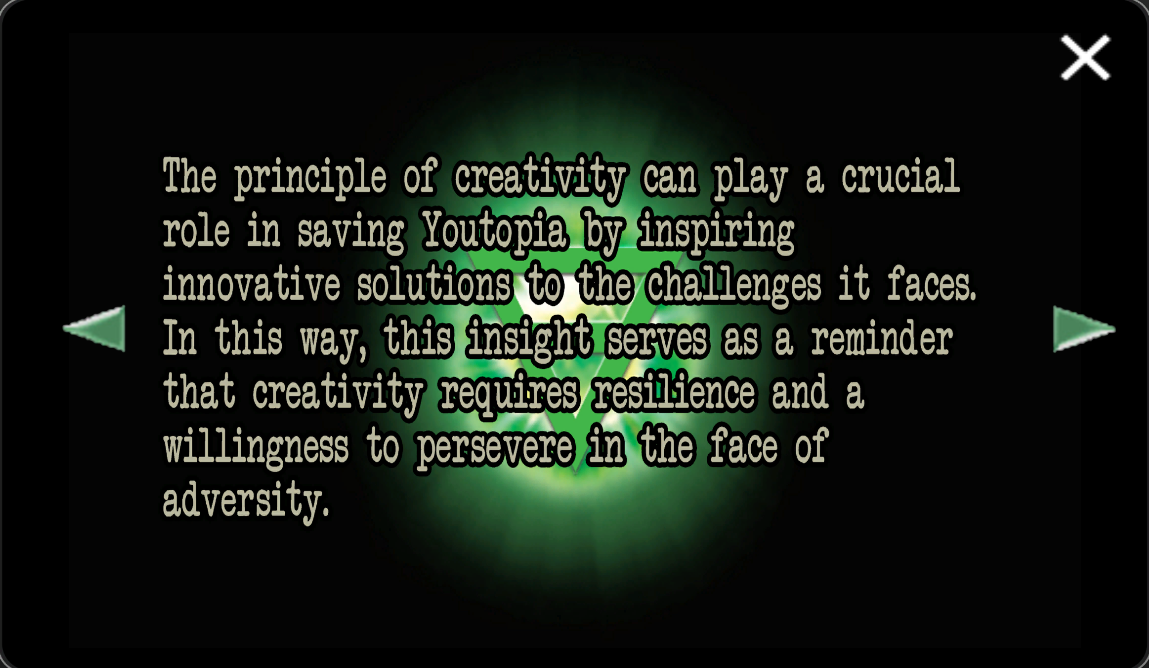 The principle of creativity can play a crucial
role in saving Youtopia by inspiring
innovative solutions to the challenges it faces.
In this way, this insight serves as a reminder
that creativity requires resilience and a
willingness to persevere in the face of
adversity.